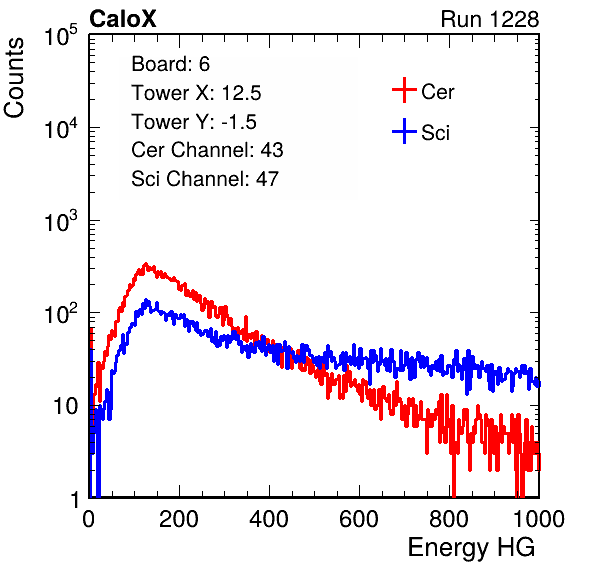 CaloX Run 1228
Counts
10^5
10^4
10^3
10^2
10
1
Board: 6
Tower X: 12.5
Tower Y: -1.5
Cer Channel: 43
Sci Channel: 47
Cer
Sci
0 200 400 600 800 1000
Energy HG